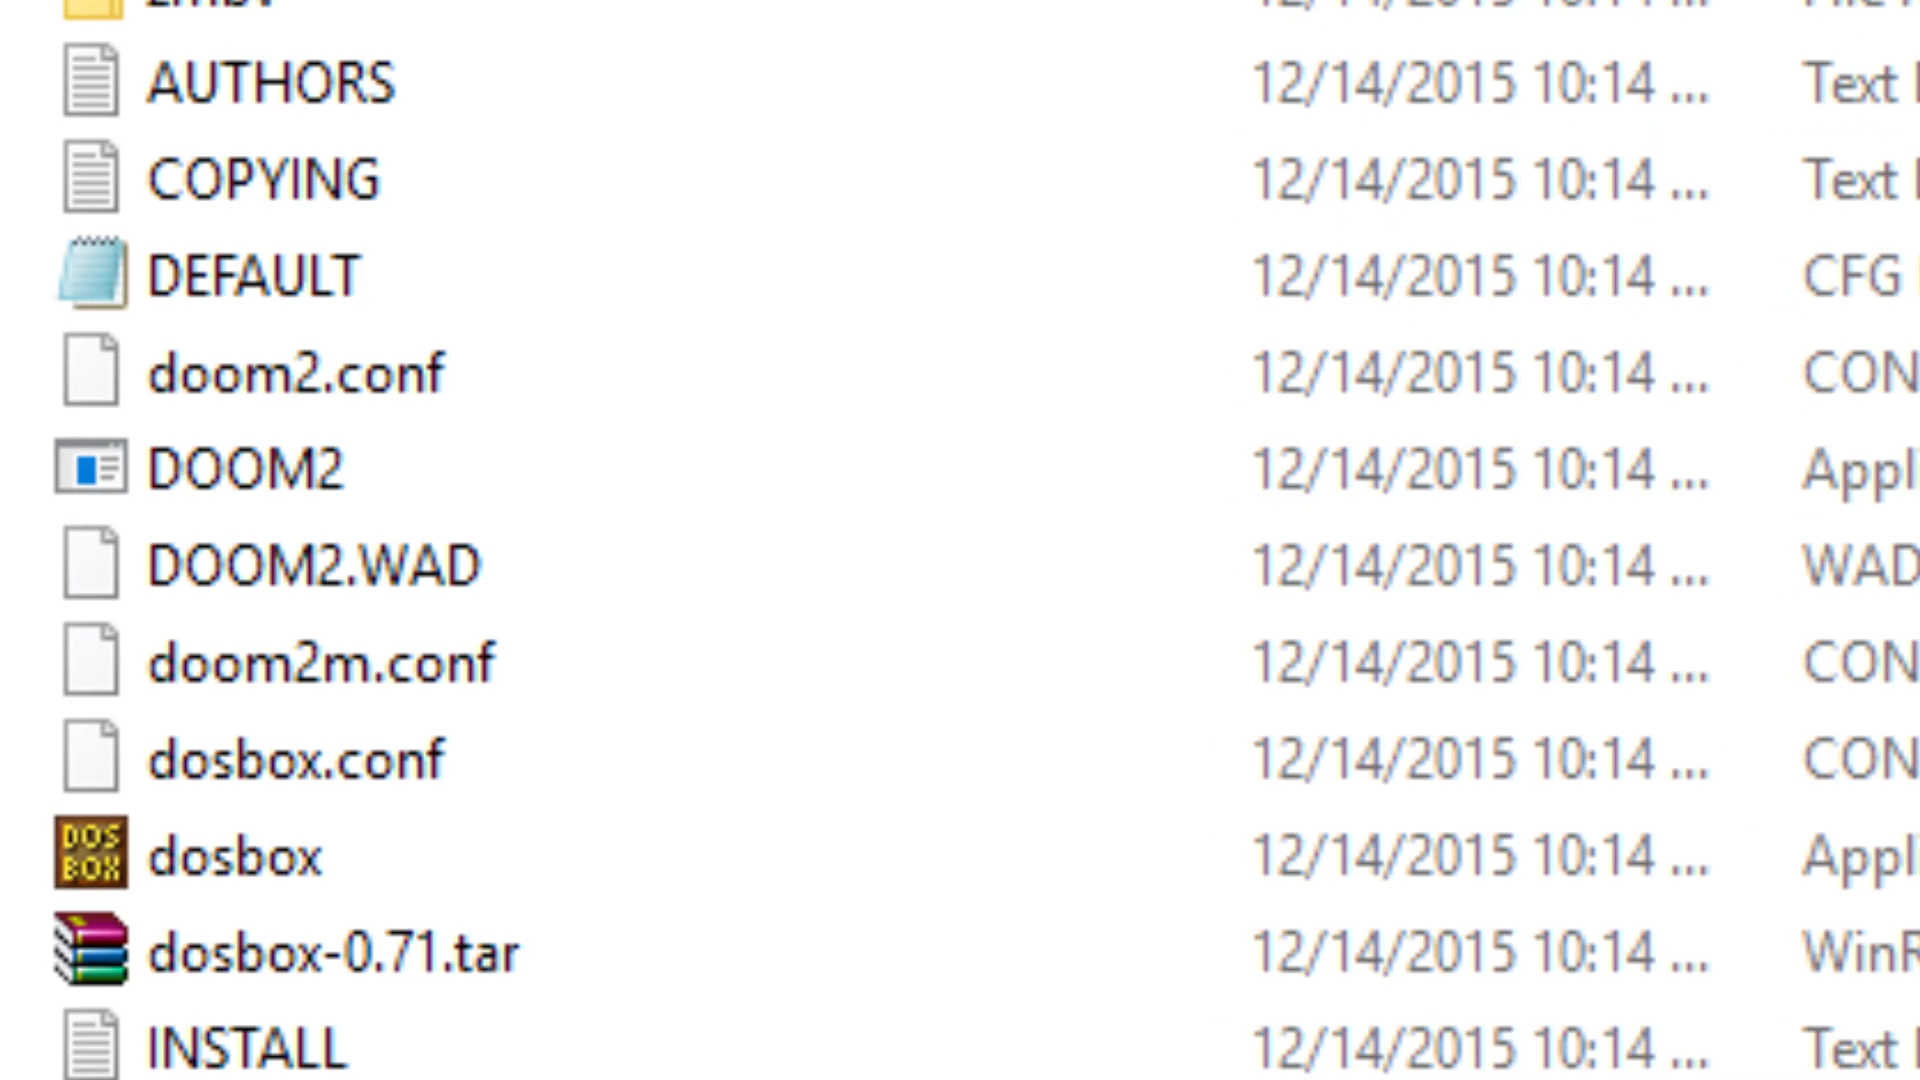 AUTHORS 12/14/2015 10:14 ... Text
COPYING 12/14/2015 10:14 ... Text
DEFAULT 12/14/2015 10:14 ... CFG
doom2.conf 12/14/2015 10:14 ... CON
DOOM2 12/14/2015 10:14 ... Appli
DOOM2.WAD 12/14/2015 10:14 ... WAD
doom2m.conf 12/14/2015 10:14 ... CON
dosbox.conf 12/14/2015 10:14 ... CON
DOS BOX dosbox 12/14/2015 10:14 ... Appli
dosbox-0.71.tar 12/14/2015 10:14 ... WinR
INSTALL 12/14/2015 10:14 ... Text